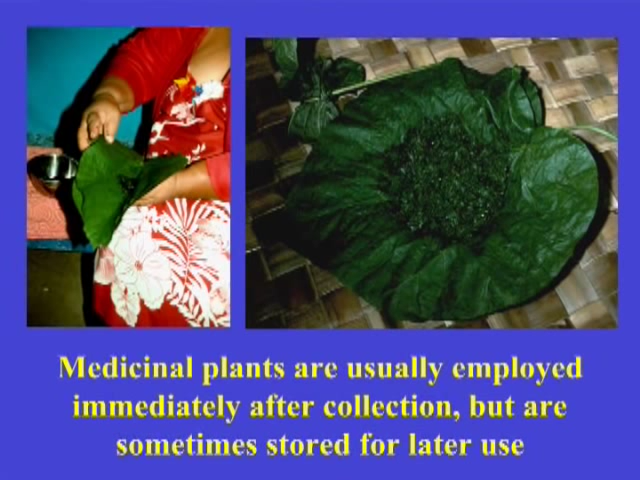 Medicinal plants are usually employed
immediately after collection, but are
sometimes stored for later use